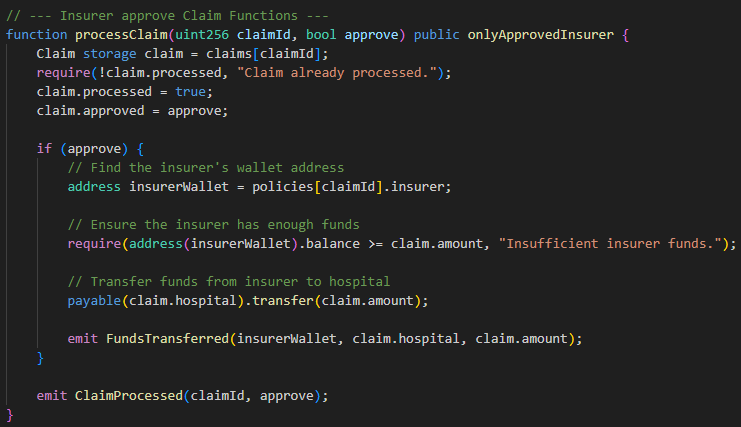 // --- Insurer approve Claim Functions ---
function processClaim(uint256 claimId, bool approve) public onlyApprovedInsurer {
    Claim storage claim = claims[claimId];
    require(!claim.processed, "Claim already processed.");
    claim.processed = true;
    claim.approved = approve;

    if (approve) {
        // Find the insurer's wallet address
        address insurerWallet = policies[claimId].insurer;

        // Ensure the insurer has enough funds
        require(address(insurerWallet).balance >= claim.amount, "Insufficient insurer funds.");

        // Transfer funds from insurer to hospital
        payable(claim.hospital).transfer(claim.amount);

        emit FundsTransferred(insurerWallet, claim.hospital, claim.amount);
    }

    emit ClaimProcessed(claimId, approve);
}